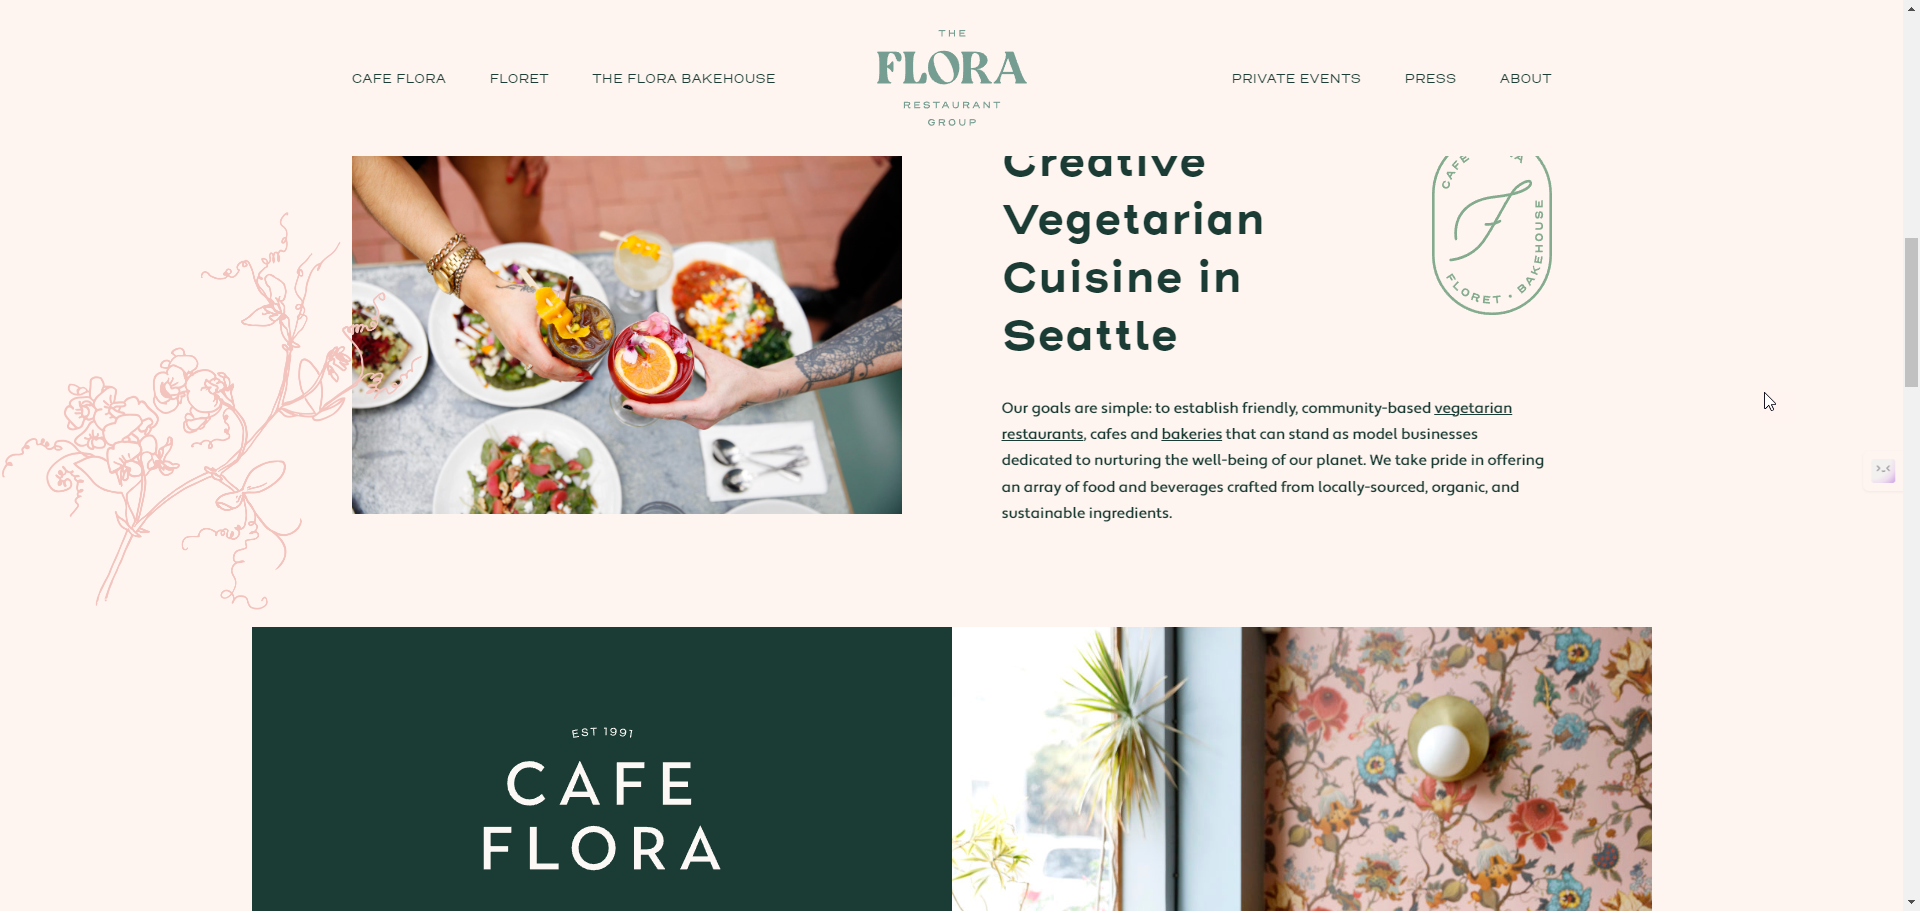 THE
FLORA
RESTAURANT
GROUP
CAFE FLORA
FLORET
THE FLORA BAKEHOUSE
PRIVATE EVENTS
PRESS
ABOUT
Creative
Vegetarian
Cuisine in
Seattle
CAFE
F
FLORET • BAKEHOUSE
Our goals are simple: to establish friendly, community-based vegetarian
restaurants, cafes and bakeries that can stand as model businesses
dedicated to nurturing the well-being of our planet. We take pride in offering
an array of food and beverages crafted from locally-sourced, organic, and
sustainable ingredients.
EST 1991
CAFE
FLORA